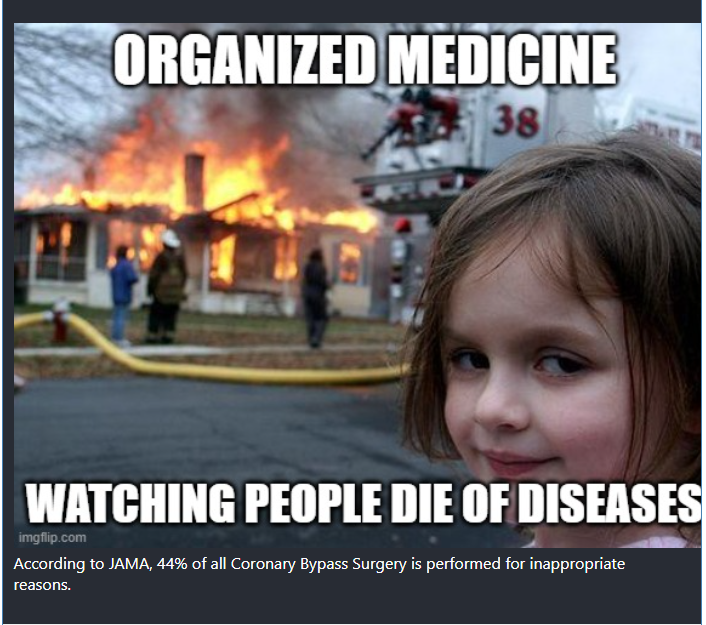 ORGANIZED MEDICINE
38
WATCHING PEOPLE DIE OF DISEASES
imgflip.com
According to JAMA, 44% of all Coronary Bypass Surgery is performed for inappropriate
reasons.